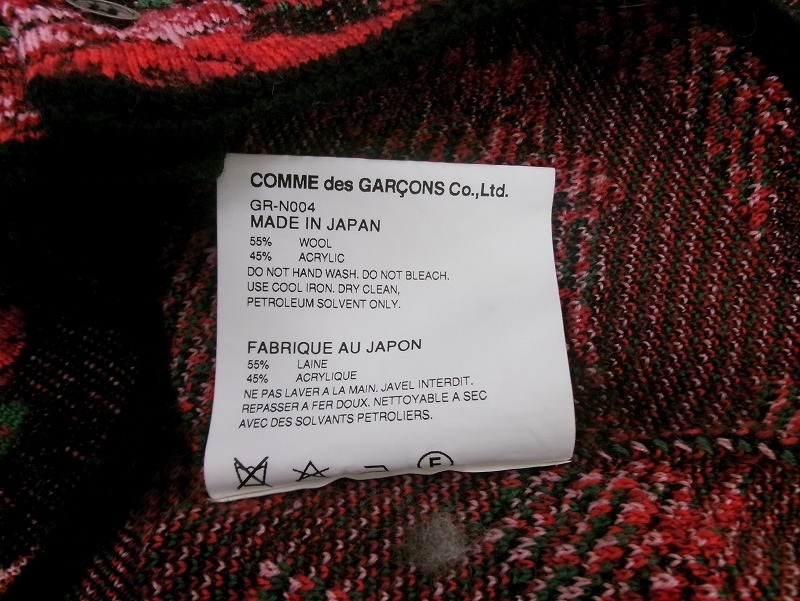 COMME des GARÇONS Co.,Ltd.
GR-N004
MADE IN JAPAN
55% WOOL
45% ACRYLIC
DO NOT HAND WASH. DO NOT BLEACH.
USE COOL IRON. DRY CLEAN,
PETROLEUM SOLVENT ONLY.
FABRIQUE AU JAPON
55% LAINE
45% ACRYLIQUE
NE PAS LAVER A LA MAIN. JAVEL INTERDIT.
REPASSER A FER DOUX. NETTOYABLE A SEC
AVEC DES SOLVANTS PETROLIERS.
F